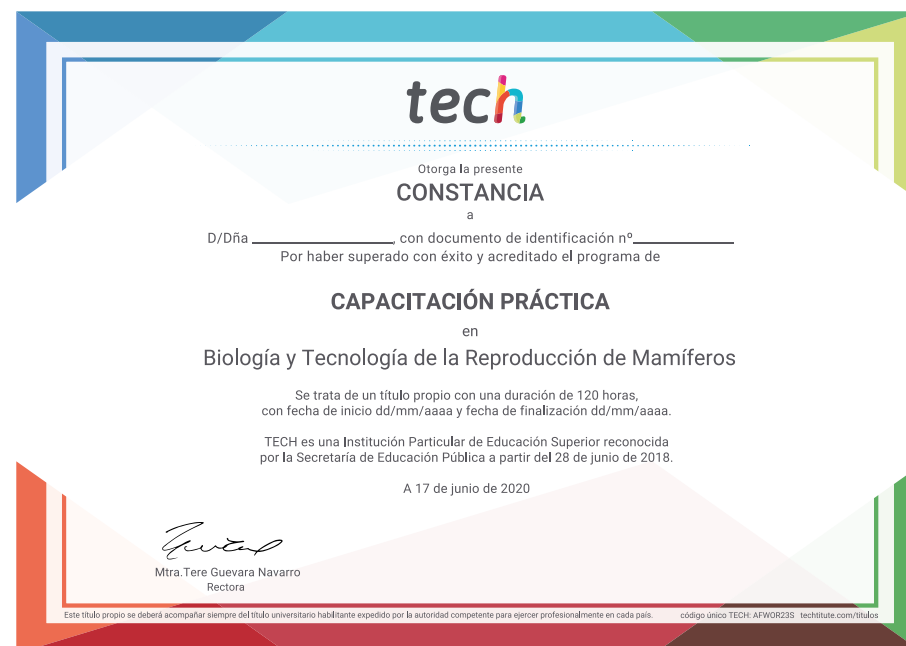 tech
Otorga la presente
CONSTANCIA
a
D/Dña ____________________, con documento de identificación nº______________
Por haber superado con éxito y acreditado el programa de
CAPACITACIÓN PRÁCTICA
en
Biología y Tecnología de la Reproducción de Mamíferos
Se trata de un título propio con una duración de 120 horas,
con fecha de inicio dd/mm/aaaa y fecha de finalización dd/mm/aaaa.
TECH es una Institución Particular de Educación Superior reconocida
por la Secretaría de Educación Pública a partir del 28 de junio de 2018.
A 17 de junio de 2020
Mtra.Tere Guevara Navarro
Rectora
Este título propio se deberá acompañar siempre del título universitario habilitante expedido por la autoridad competente para ejercer profesionalmente en cada país. código único TECH: AFWOR23S techtitute.com/titulos